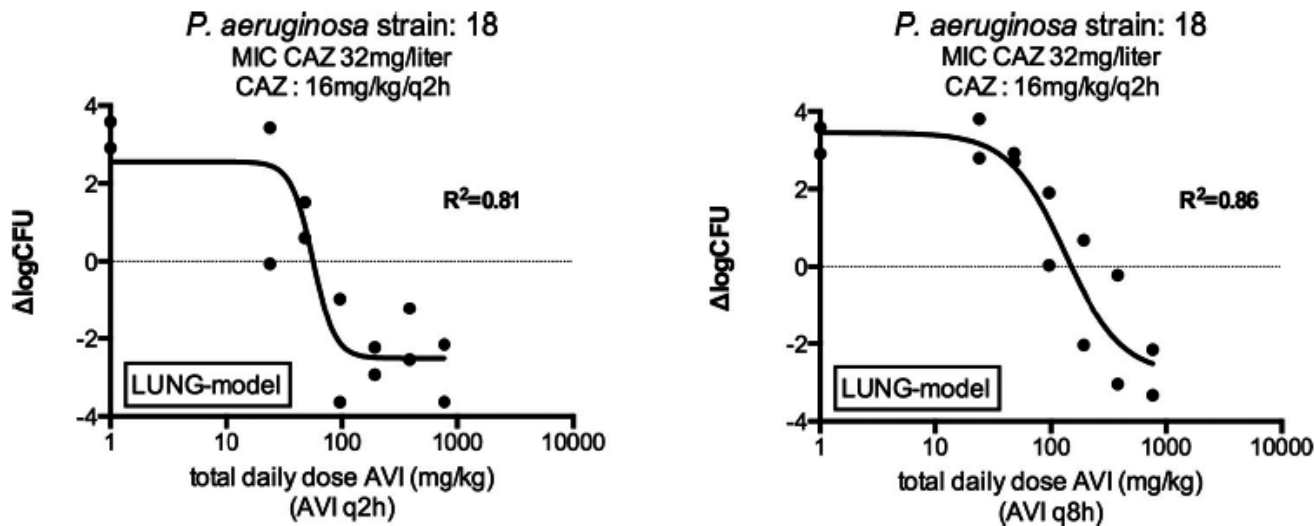 P. aeruginosa strain: 18
MIC CAZ 32mg/liter
CAZ : 16mg/kg/q2h
4
2
0
-2
-4
ΔlogCFU
R²=0.81
LUNG-model
1
10
100
1000
10000
total daily dose AVI (mg/kg)
(AVI q2h)
P. aeruginosa strain: 18
MIC CAZ 32mg/liter
CAZ : 16mg/kg/q2h
4
2
0
-2
-4
ΔlogCFU
R²=0.86
LUNG-model
1
10
100
1000
10000
total daily dose AVI (mg/kg)
(AVI q8h)